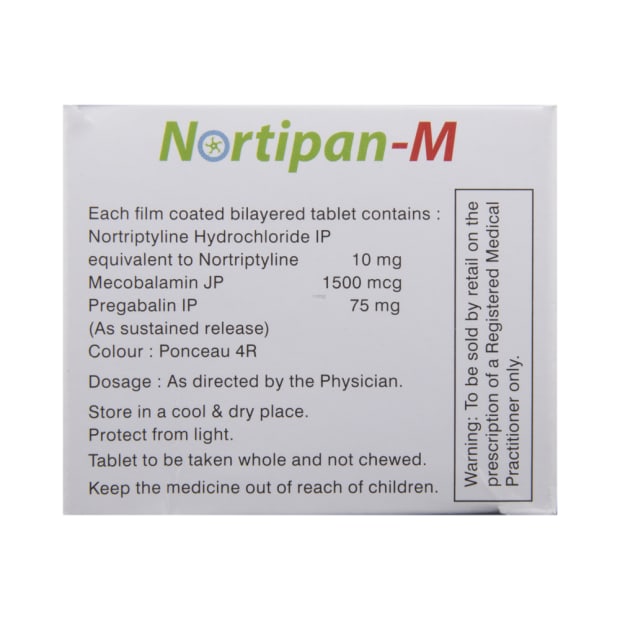 Nortipan-M
Each film coated bilayered tablet contains :
Nortriptyline Hydrochloride IP
equivalent to Nortriptyline 10 mg
Mecobalamin JP 1500 mcg
Pregabalin IP 75 mg
(As sustained release)
Colour : Ponceau 4R
Dosage : As directed by the Physician.
Store in a cool & dry place.
Protect from light.
Tablet to be taken whole and not chewed.
Keep the medicine out of reach of children.
Warning: To be sold by retail on the
prescription of a Registered Medical
Practitioner only.